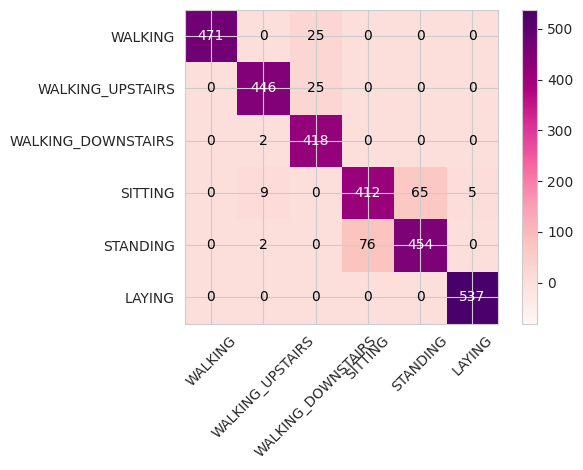 WALKING 471 0 25 0 0 0
WALKING_UPSTAIRS 0 446 25 0 0 0
WALKING_DOWNSTAIRS 0 2 418 0 0 0
SITTING 0 9 0 412 65 5
STANDING 0 2 0 76 454 0
LAYING 0 0 0 0 0 537
WALKING
WALKING_UPSTAIRS
WALKING_DOWNSTAIRS
SITTING
STANDING
LAYING
500
400
300
200
100
0